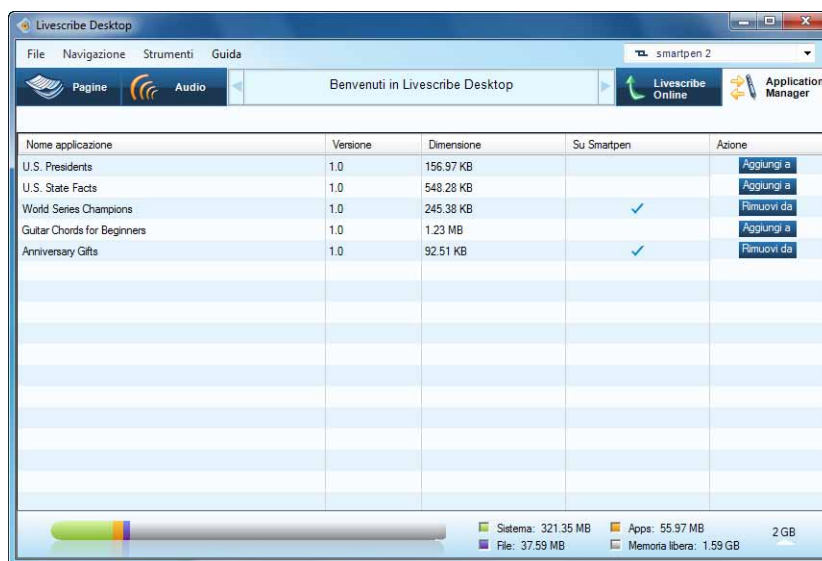 Livescribe Desktop
File Navigazione Strumenti Guida smartpen 2
Pagine Audio Benvenuti in Livescribe Desktop Livescribe Online Application Manager
Nome applicazione Versione Dimensione Su Smartpen Azione
U.S. Presidents 1.0 156.97 KB Aggiungi a
U.S. State Facts 1.0 548.28 KB Aggiungi a
World Series Champions 1.0 245.38 KB Rimuovi da
Guitar Chords for Beginners 1.0 1.23 MB Aggiungi a
Anniversary Gifts 1.0 92.51 KB Rimuovi da
Sistema: 321.35 MB Apps: 55.97 MB 2 GB
File: 37.59 MB Memoria libera: 1.59 GB